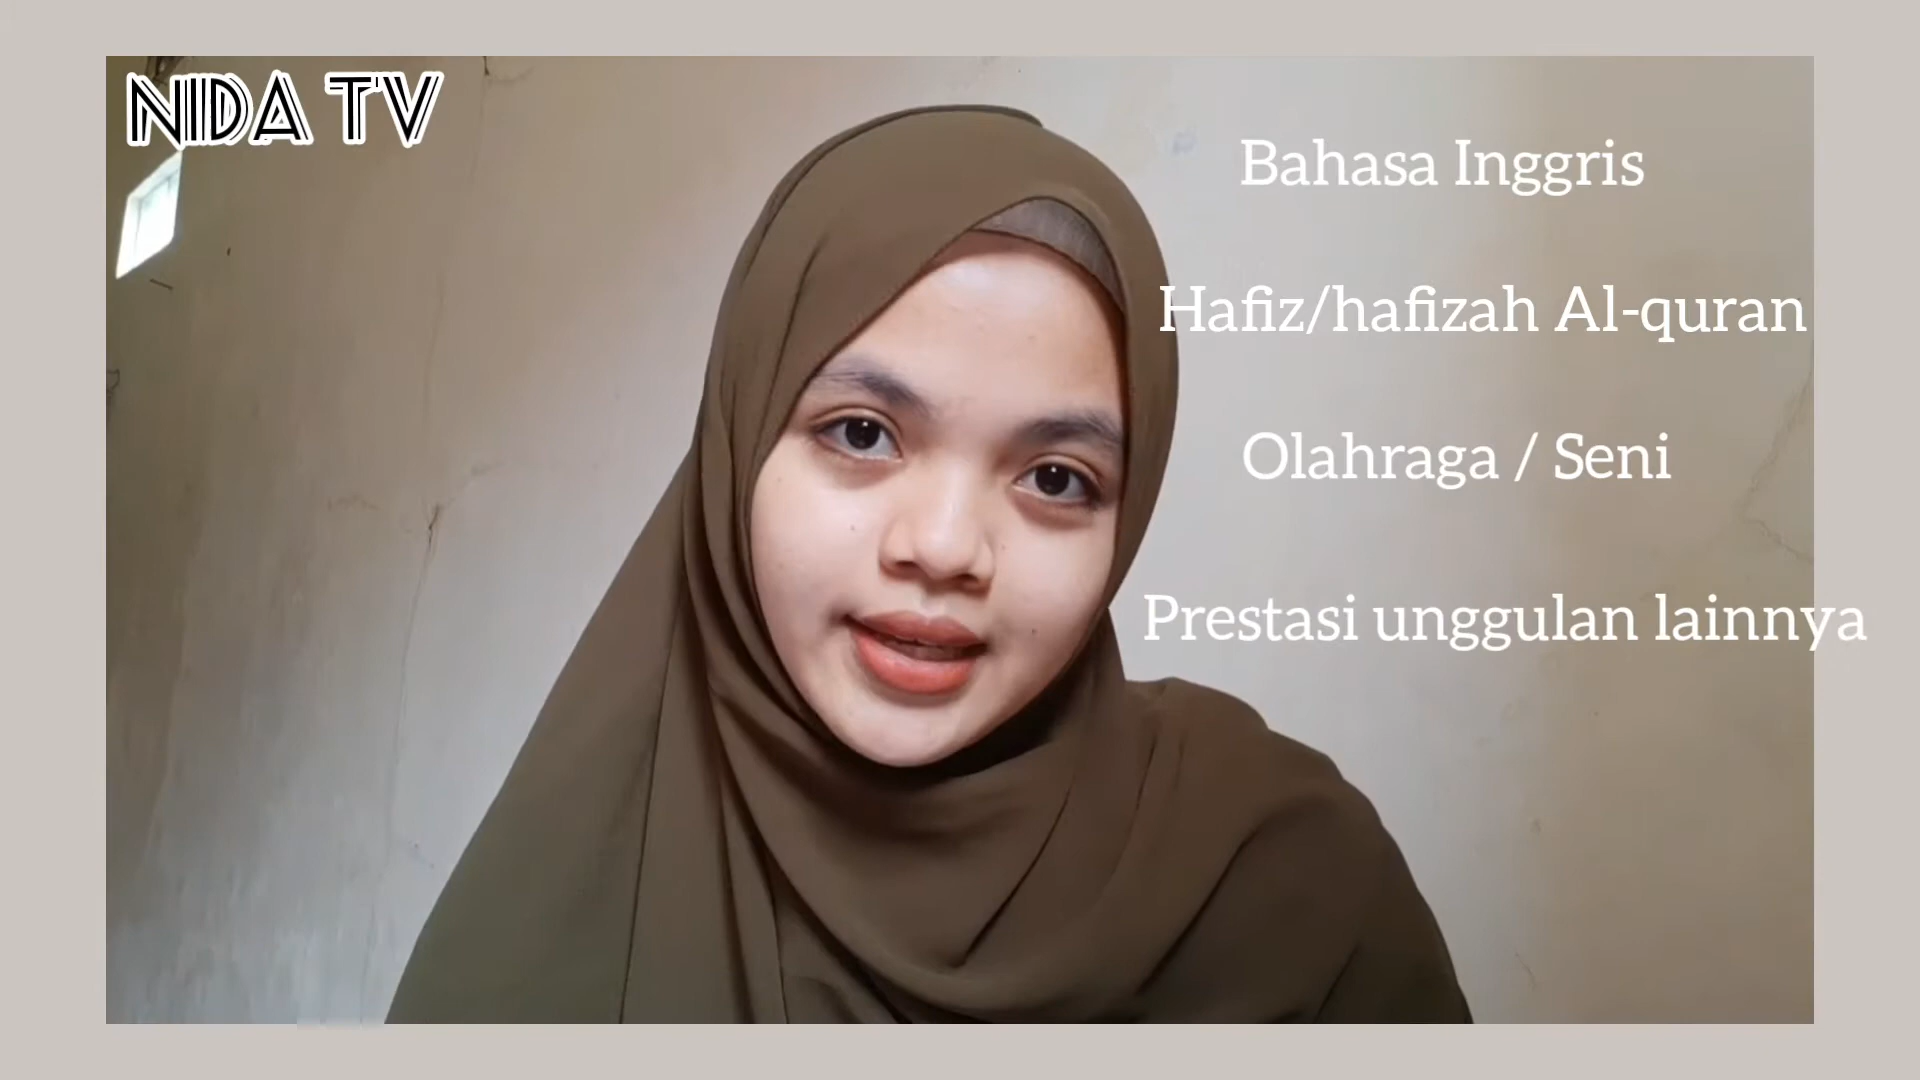 NIDA TV
Bahasa Inggris
Hafiz/hafizah Al-quran
Olahraga / Seni
Prestasi unggulan lainnya